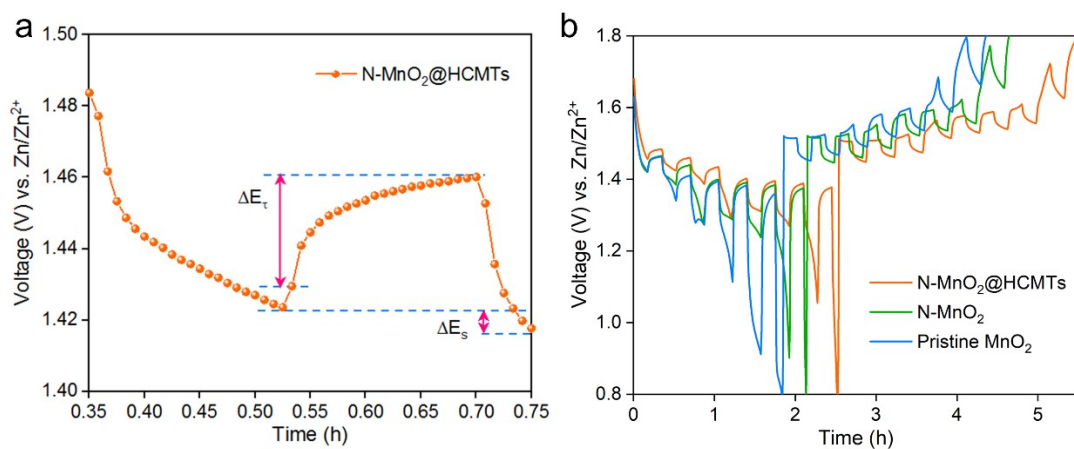 a
1.50
1.48
1.46
1.44
1.42
1.40
Voltage (V) vs. Zn/Zn²⁺
N-MnO₂@HCMTs
ΔEτ
ΔEₛ
0.35 0.40 0.45 0.50 0.55 0.60 0.65 0.70 0.75
Time (h)
b
1.8
1.6
1.4
1.2
1.0
0.8
Voltage (V) vs. Zn/Zn²⁺
N-MnO₂@HCMTs
N-MnO₂
Pristine MnO₂
0 1 2 3 4 5
Time (h)